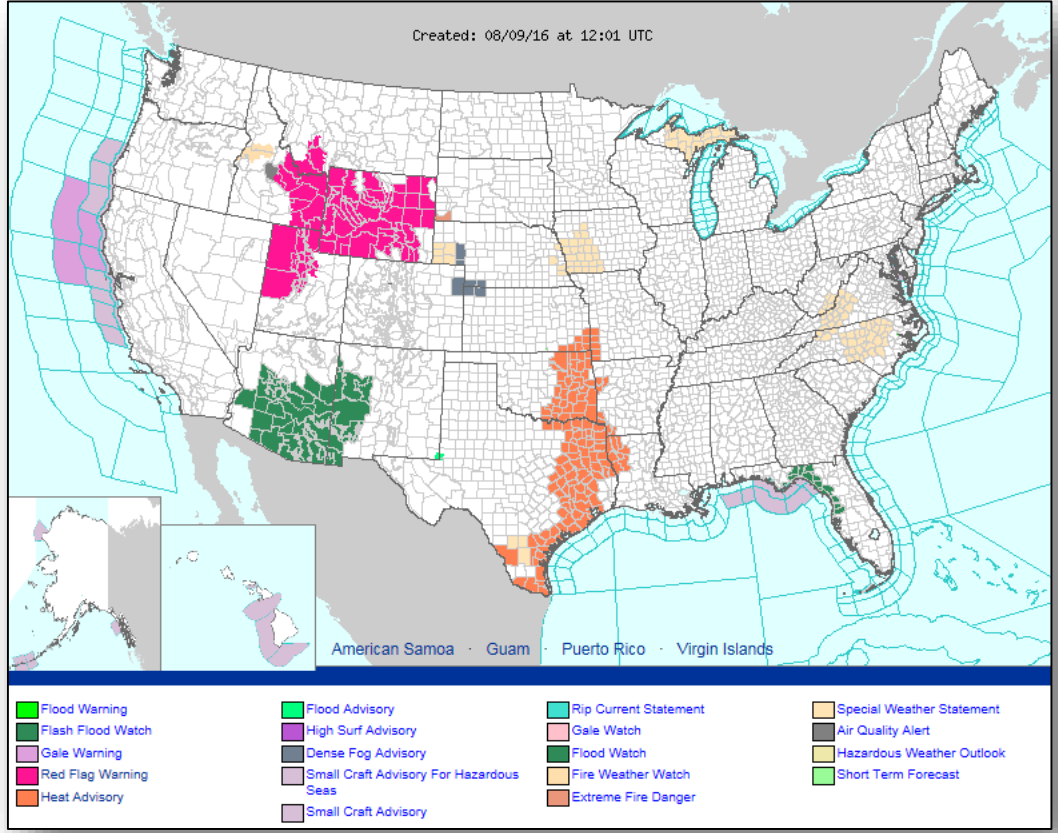 Created: 08/09/16 at 12:01 UTC
American Samoa · Guam · Puerto Rico · Virgin Islands
Flood Warning
Flash Flood Watch
Gale Warning
Red Flag Warning
Heat Advisory
Flood Advisory
High Surf Advisory
Dense Fog Advisory
Small Craft Advisory For Hazardous
Seas
Small Craft Advisory
Rip Current Statement
Gale Watch
Flood Watch
Fire Weather Watch
Extreme Fire Danger
Special Weather Statement
Air Quality Alert
Hazardous Weather Outlook
Short Term Forecast